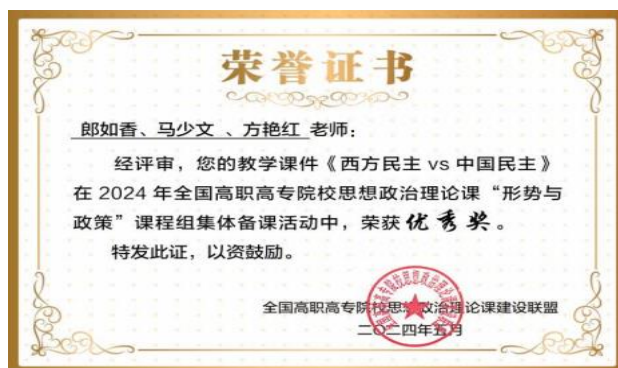 荣誉证书
郎如香、马少文 、方艳红 老师：
经评审，您的教学课件《西方民主 vs 中国民主》
在 2024 年全国高职高专院校思想政治理论课“形势与
政策”课程组集体备课活动中，荣获 优秀奖 。
特发此证，以资鼓励。
全国高职高专院校思想政治理论课建设联盟
二〇二四年五月